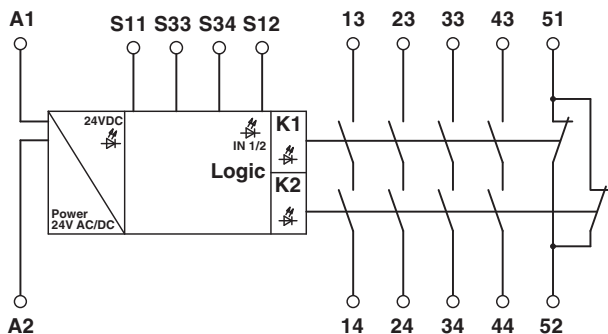 A1 S11 S33 S34 S12 13 23 33 43 51
24VDC
IN 1/2
K1
Logic
K2
Power
24V AC/DC
A2 14 24 34 44 52